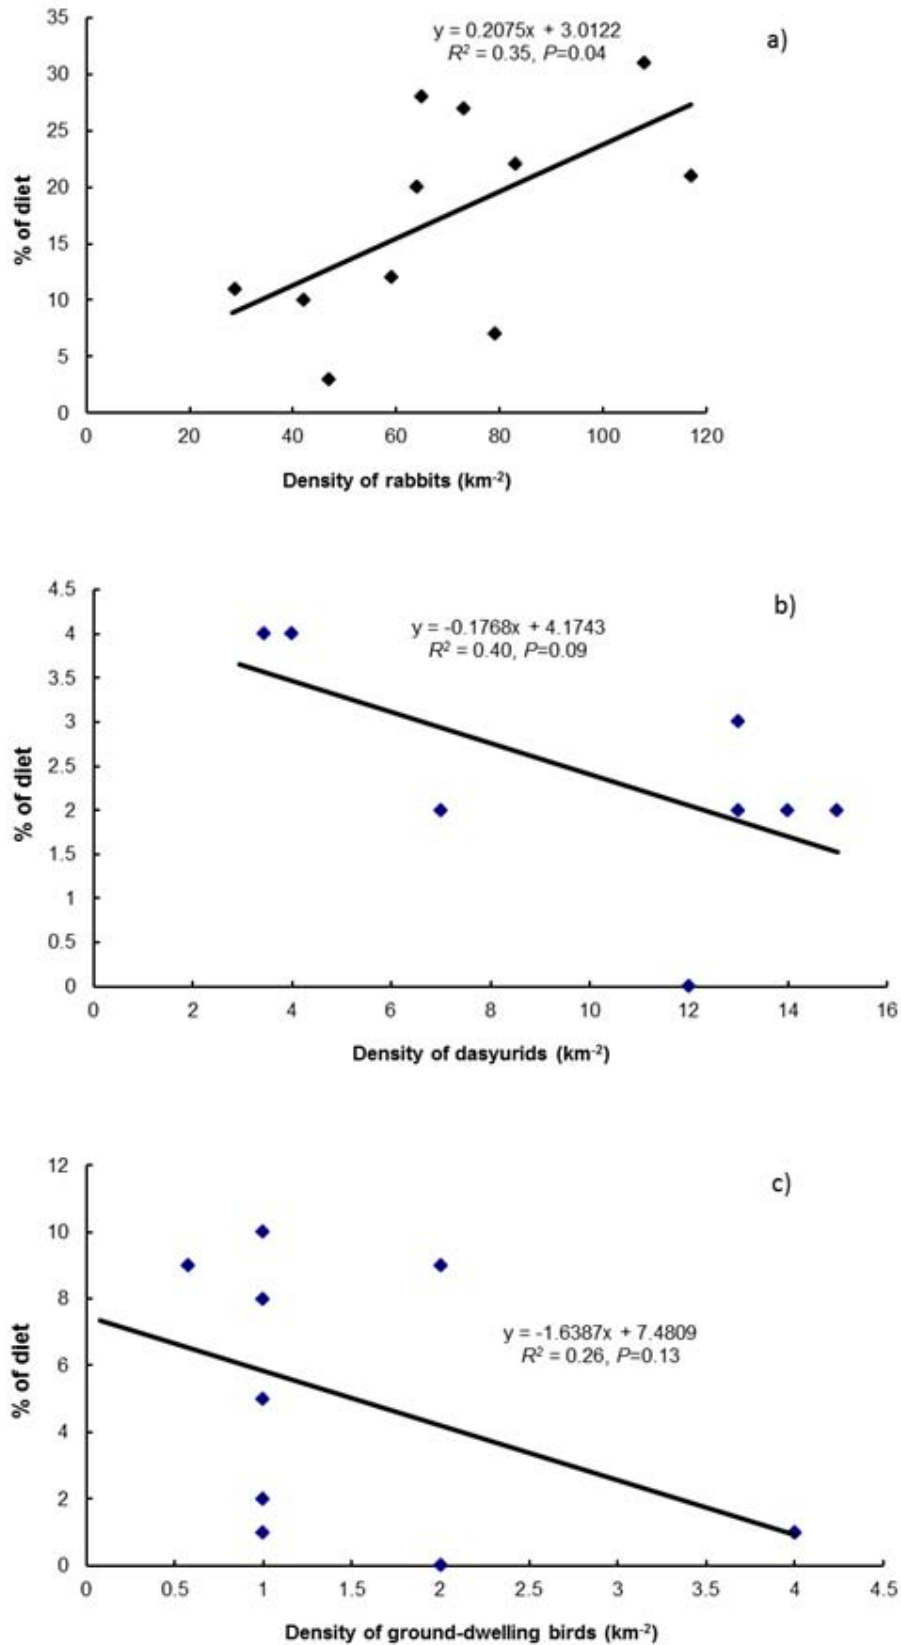 35
30
25
20
15
10
5
0
% of diet
y = 0.2075x + 3.0122
R² = 0.35, P=0.04
a)
0 20 40 60 80 100 120
Density of rabbits (km⁻²)
4.5
4
3.5
3
2.5
2
1.5
1
0.5
0
% of diet
y = -0.1768x + 4.1743
R² = 0.40, P=0.09
b)
0 2 4 6 8 10 12 14 16
Density of dasyurids (km⁻²)
12
10
8
6
4
2
0
% of diet
c)
y = -1.6387x + 7.4809
R² = 0.26, P=0.13
0 0.5 1 1.5 2 2.5 3 3.5 4 4.5
Density of ground-dwelling birds (km⁻²)